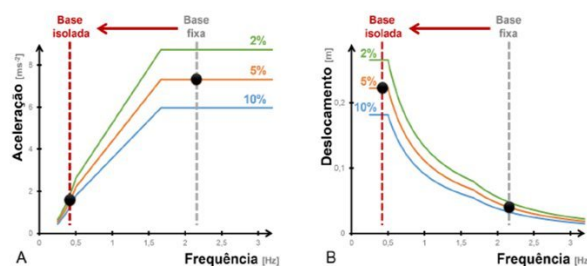 Base
isolada
Base
fixa
Aceleração [ms⁻²]
8
6
4
2
0
2%
5%
10%
0 0,5 1 1,5 2 2,5 3
A
Frequência [Hz]
Base
isolada
Base
fixa
Deslocamento [m]
0,2
0,1
0
2%
5%
10%
0 0,5 1 1,5 2 2,5 3
B
Frequência [Hz]